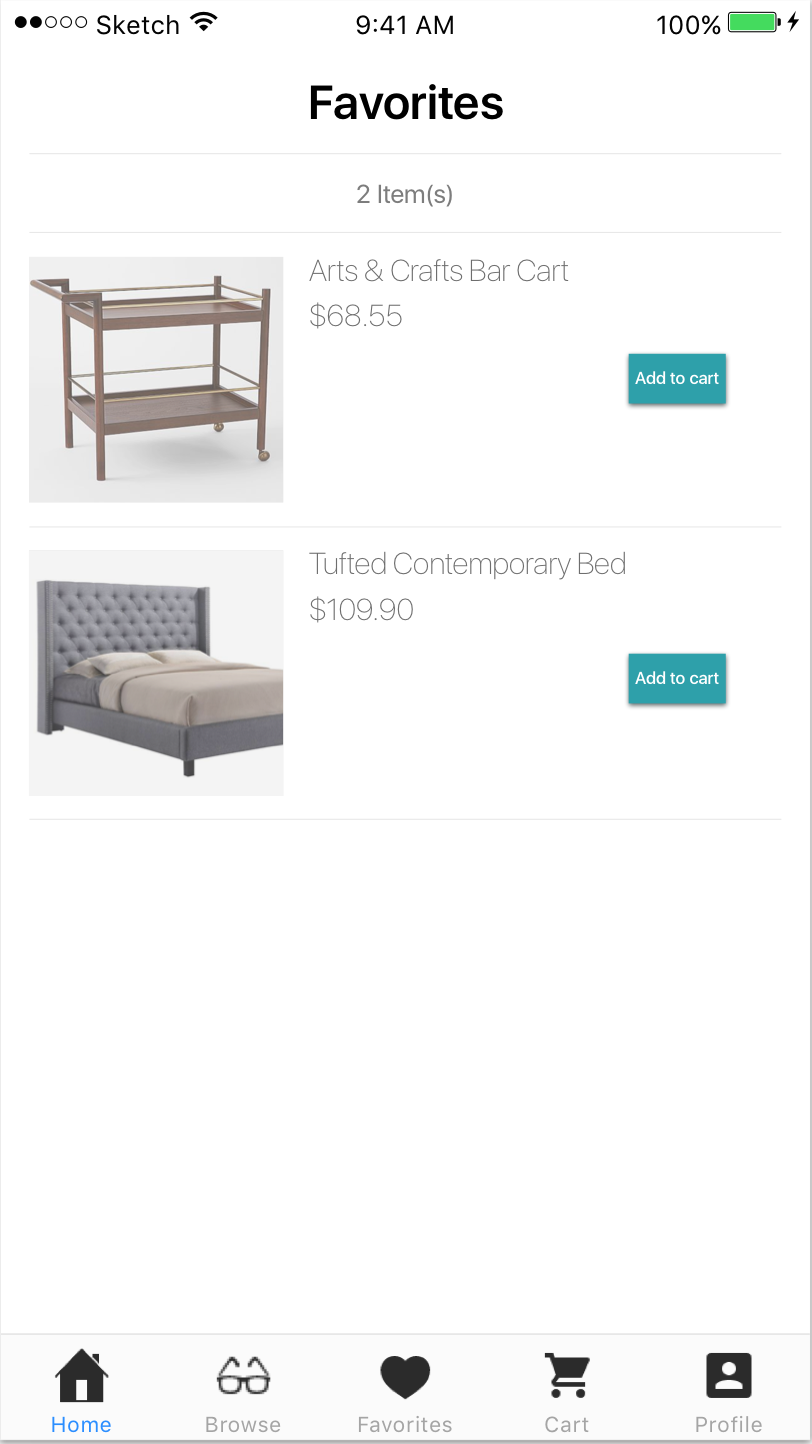 Sketch 9:41 AM 100%
Favorites
2 Item(s)
Arts & Crafts Bar Cart
$68.55
Add to cart
Tufted Contemporary Bed
$109.90
Add to cart
Home Browse Favorites Cart Profile